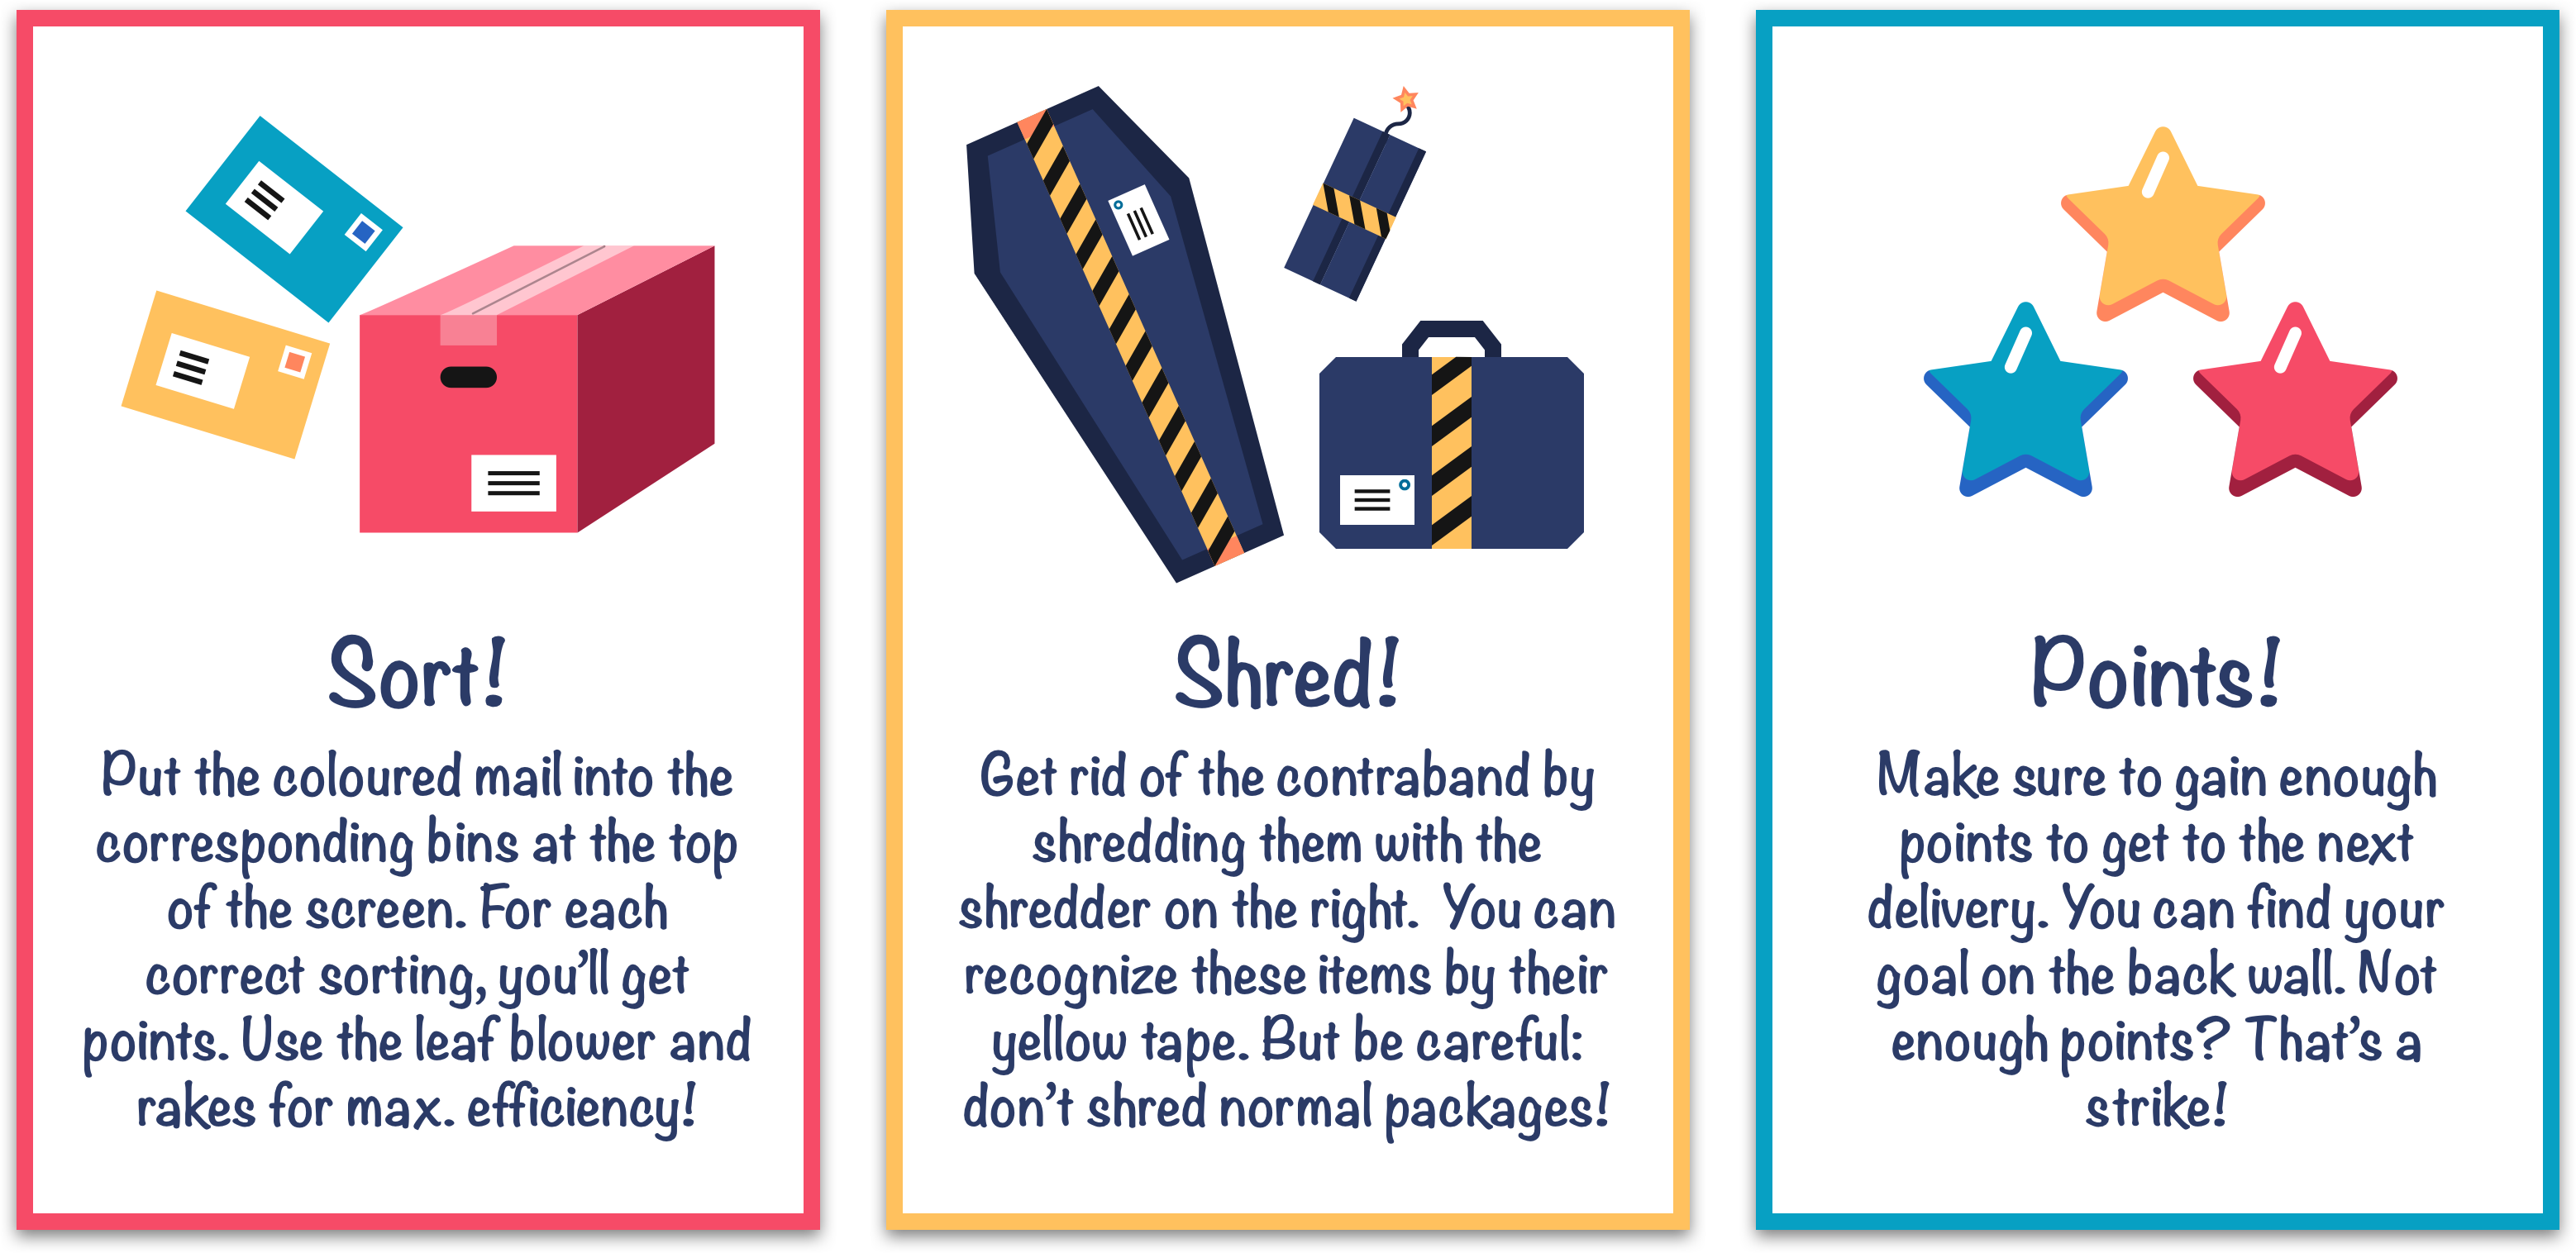 Sort!
Put the coloured mail into the
corresponding bins at the top
of the screen. For each
correct sorting, you'll get
points. Use the leaf blower and
rakes for max. efficiency!
Shred!
Get rid of the contraband by
shredding them with the
shredder on the right.  You can
recognize these items by their
yellow tape. But be careful:
don't shred normal packages!
Points!
Make sure to gain enough
points to get to the next
delivery. You can find your
goal on the back wall. Not
enough points? That's a
strike!